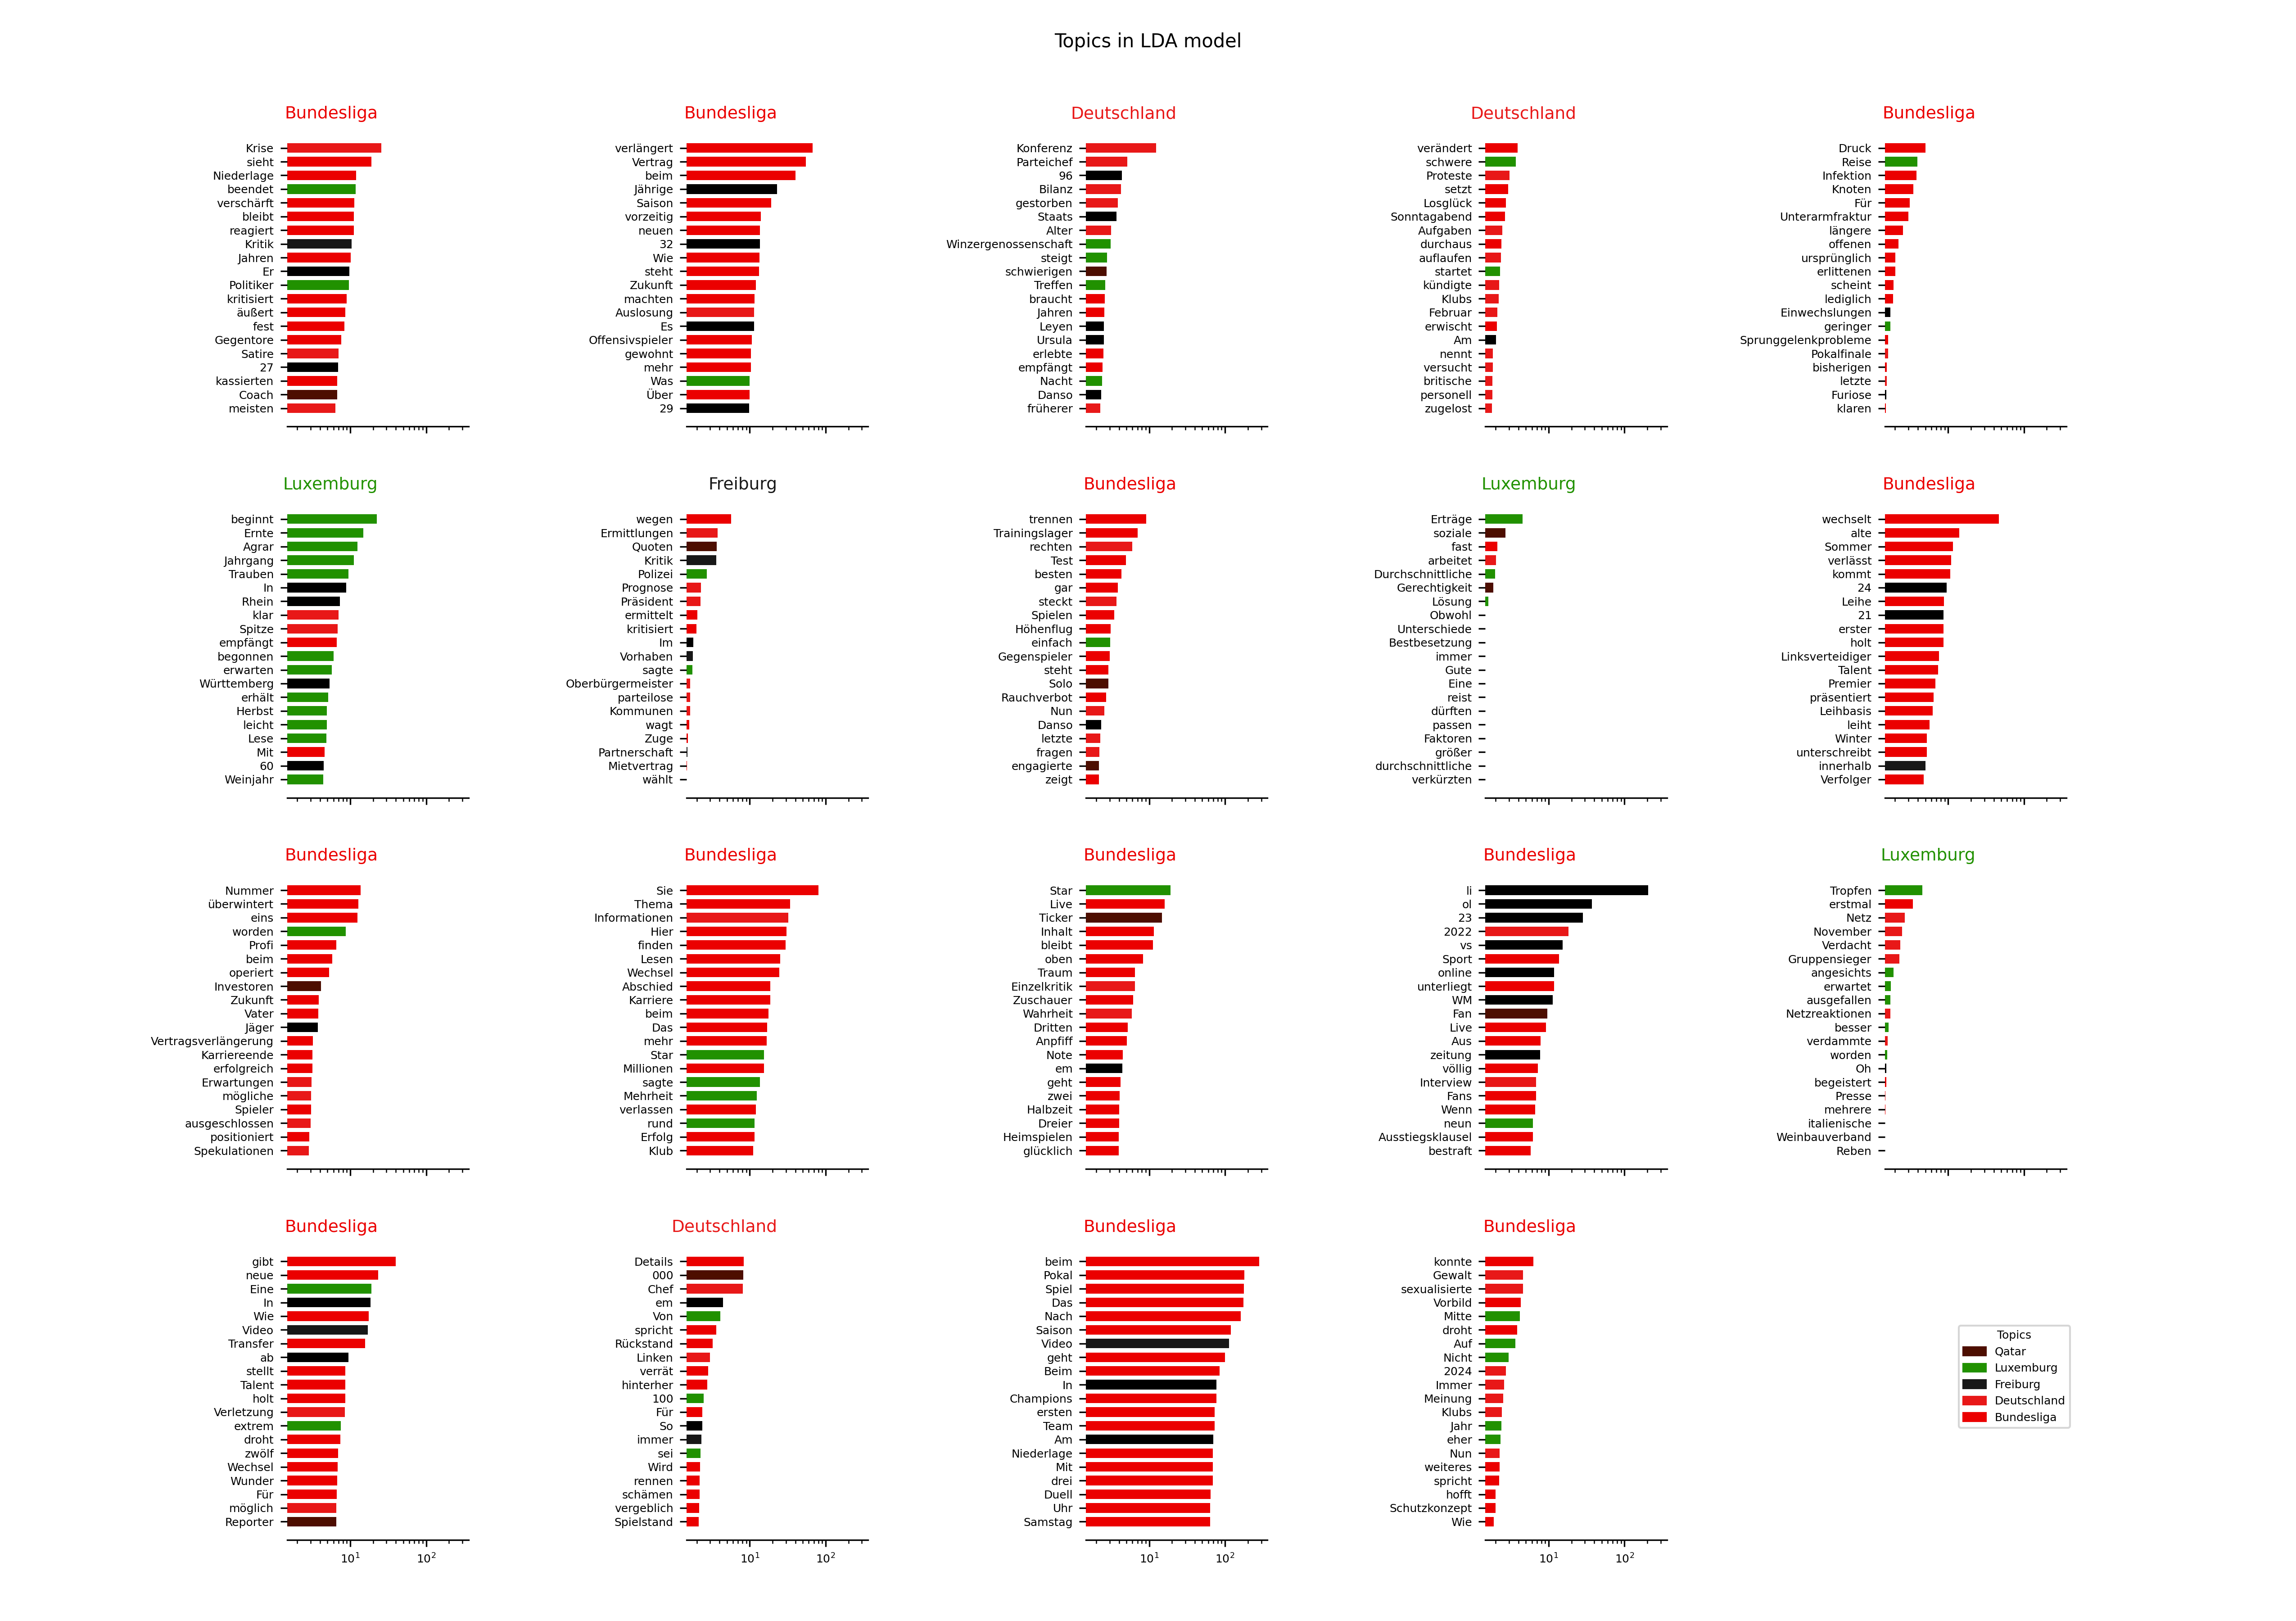 Topics in LDA model
Bundesliga
Krise
sieht
Niederlage
beendet
verschärft
bleibt
reagiert
Kritik
Jahren
Er
Politiker
kritisiert
äußert
fest
Gegentore
Satire
27
kassierten
Coach
meisten
Bundesliga
verlängert
Vertrag
beim
Jährige
Saison
vorzeitig
neuen
32
Wie
steht
Zukunft
machten
Auslosung
Es
Offensivspieler
gewohnt
mehr
Was
Über
29
Deutschland
Konferenz
Parteichef
96
Bilanz
gestorben
Staats
Alter
Winzergenossenschaft
steigt
schwierigen
Treffen
braucht
Jahren
Leyen
Ursula
erlebte
empfängt
Nacht
Danso
früherer
Deutschland
verändert
schwere
Proteste
setzt
Losglück
Sonntagabend
Aufgaben
durchaus
auflaufen
startet
kündigte
Klubs
Februar
erwischt
Am
nennt
versucht
britische
personell
zugelost
Bundesliga
Druck
Reise
Infektion
Knoten
Für
Unterarmfraktur
längere
offenen
ursprünglich
erlittenen
scheint
lediglich
Einwechslungen
geringer
Sprunggelenkprobleme
Pokalfinale
bisherigen
letzte
Furiose
klaren
Luxemburg
beginnt
Ernte
Agrar
Jahrgang
Trauben
In
Rhein
klar
Spitze
empfängt
begonnen
erwarten
Württemberg
erhält
Herbst
leicht
Lese
Mit
60
Weinjahr
Freiburg
wegen
Ermittlungen
Quoten
Kritik
Polizei
Prognose
Präsident
ermittelt
kritisiert
Im
Vorhaben
sagte
Oberbürgermeister
parteilose
Kommunen
wagt
Zuge
Partnerschaft
Mietvertrag
wählt
Bundesliga
trennen
Trainingslager
rechten
Test
besten
gar
steckt
Spielen
Höhenflug
einfach
Gegenspieler
steht
Solo
Rauchverbot
Nun
Danso
letzte
fragen
engagierte
zeigt
Luxemburg
Erträge
soziale
fast
arbeitet
Durchschnittliche
Gerechtigkeit
Lösung
Obwohl
Unterschiede
Bestbesetzung
immer
Gute
Eine
reist
dürften
passen
Faktoren
größer
durchschnittliche
verkürzten
Bundesliga
wechselt
alte
Sommer
verlässt
kommt
24
Leihe
21
erster
holt
Linksverteidiger
Talent
Premier
präsentiert
Leihbasis
leiht
Winter
unterschreibt
innerhalb
Verfolger
Bundesliga
Nummer
überwintert
eins
worden
Profi
beim
operiert
Investoren
Zukunft
Vater
Jäger
Vertragsverlängerung
Karriereende
erfolgreich
Erwartungen
mögliche
Spieler
ausgeschlossen
positioniert
Spekulationen
Bundesliga
Sie
Thema
Informationen
Hier
finden
Lesen
Wechsel
Abschied
Karriere
beim
Das
mehr
Star
Millionen
sagte
Mehrheit
verlassen
rund
Erfolg
Klub
Bundesliga
Star
Live
Ticker
Inhalt
bleibt
oben
Traum
Einzelkritik
Zuschauer
Wahrheit
Dritten
Anpfiff
Note
em
geht
zwei
Halbzeit
Dreier
Heimspielen
glücklich
Bundesliga
li
ol
23
2022
vs
Sport
online
unterliegt
WM
Fan
Live
Aus
zeitung
völlig
Interview
Fans
Wenn
neun
Ausstiegsklausel
bestraft
Luxemburg
Tropfen
erstmal
Netz
November
Verdacht
Gruppensieger
angesichts
erwartet
ausgefallen
Netzreaktionen
besser
verdammte
worden
Oh
begeistert
Presse
mehrere
italienische
Weinbauverband
Reben
Bundesliga
gibt
neue
Eine
In
Wie
Video
Transfer
ab
stellt
Talent
holt
Verletzung
extrem
droht
zwölf
Wechsel
Wunder
Für
möglich
Reporter
10¹ 10²
Deutschland
Details
000
Chef
em
Von
spricht
Rückstand
Linken
verrät
hinterher
100
Für
So
immer
sei
Wird
rennen
schämen
vergeblich
Spielstand
10¹ 10²
Bundesliga
beim
Pokal
Spiel
Das
Nach
Saison
Video
geht
Beim
In
Champions
ersten
Team
Am
Niederlage
Mit
drei
Duell
Uhr
Samstag
10¹ 10²
Bundesliga
konnte
Gewalt
sexualisierte
Vorbild
Mitte
droht
Auf
Nicht
2024
Immer
Meinung
Klubs
Jahr
eher
Nun
weiteres
spricht
hofft
Schutzkonzept
Wie
10¹ 10²
Topics
Qatar
Luxemburg
Freiburg
Deutschland
Bundesliga